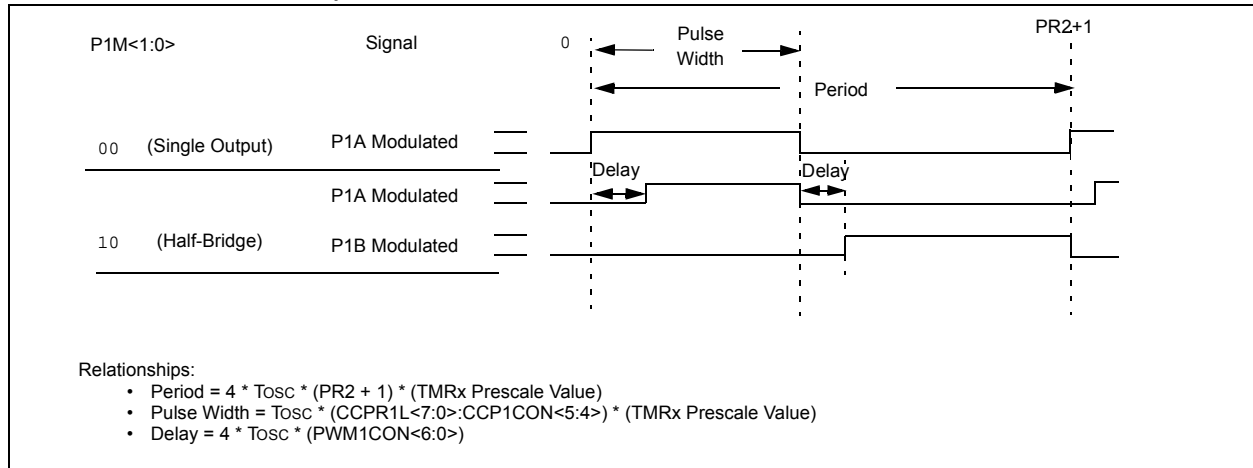 P1M<1:0>
Signal
0
Pulse
Width
PR2+1
Period
00 (Single Output) P1A Modulated
Delay
Delay
P1A Modulated
10 (Half-Bridge) P1B Modulated
Relationships:
• Period = 4 * TOSC * (PR2 + 1) * (TMRx Prescale Value)
• Pulse Width = TOSC * (CCPR1L<7:0>:CCP1CON<5:4>) * (TMRx Prescale Value)
• Delay = 4 * TOSC * (PWM1CON<6:0>)